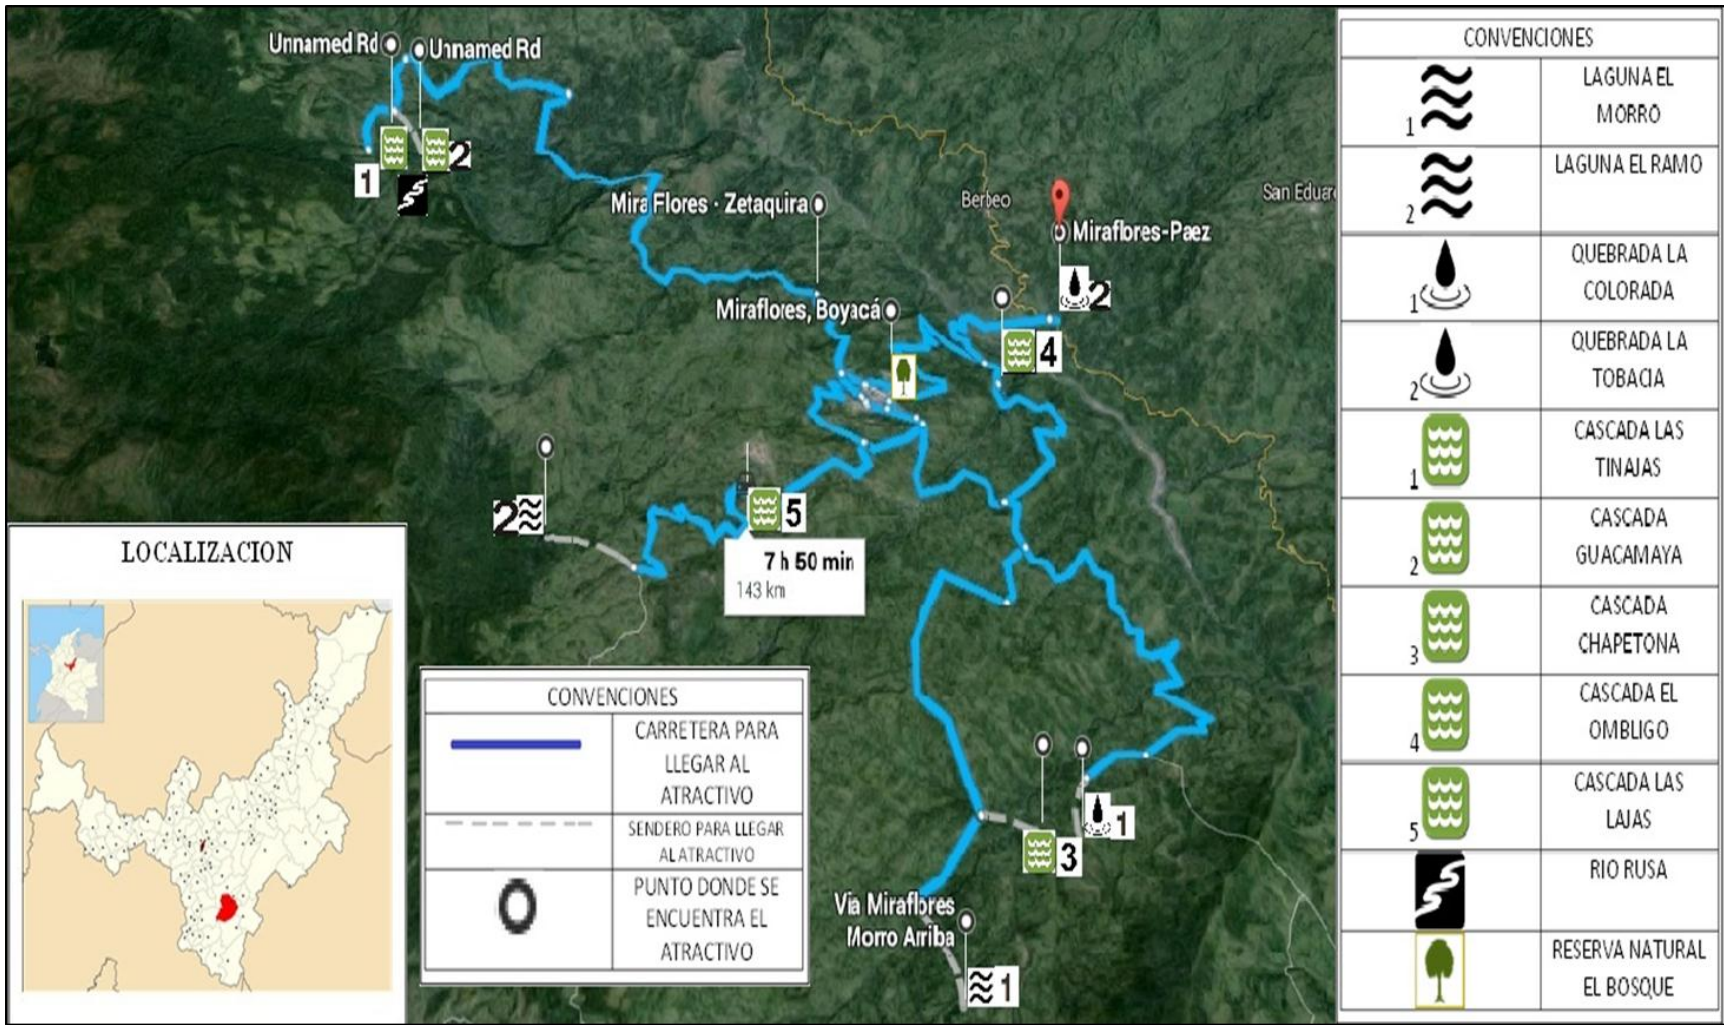 Unnamed Rd
Unnamed Rd
1
2
Mira Flores - Zetaquira
Berbeo
San Eduar
Miraflores-Paez
2
Miraflores, Boyacá
4
2
5
7 h 50 min
143 km
3
1
Via Miraflores
Morro Arriba
1
LOCALIZACION
CONVENCIONES
CARRETERA PARA
LLEGAR AL
ATRACTIVO
SENDERO PARA LLEGAR
AL ATRACTIVO
PUNTO DONDE SE
ENCUENTRA EL
ATRACTIVO
CONVENCIONES
1
LAGUNA EL
MORRO
2
LAGUNA EL RAMO
1
QUEBRADA LA
COLORADA
2
QUEBRADA LA
TOBACIA
1
CASCADA LAS
TINAJAS
2
CASCADA
GUACAMAYA
3
CASCADA
CHAPETONA
4
CASCADA EL
OMBLIGO
5
CASCADA LAS
LAJAS
RIO RUSA
RESERVA NATURAL
EL BOSQUE